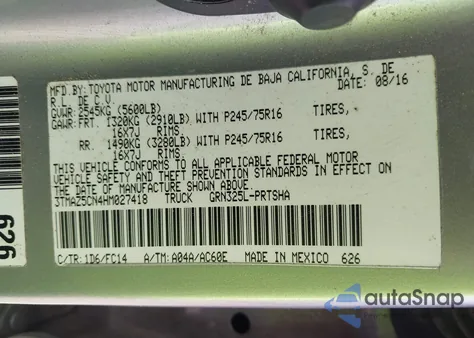 MFD.BY:TOYOTA MOTOR MANUFACTURING DE BAJA CALIFORNIA, S. DE
R.L. DE C.V. DATE: 08/16
GVWR: 2545KG (5600LB)
GAWR:FRT. 1320KG (2910LB) WITH P245/75R16 TIRES,
16X7J RIMS.
RR. 1490KG (3280LB) WITH P245/75R16 TIRES,
16X7J RIMS.
THIS VEHICLE CONFORMS TO ALL APPLICABLE FEDERAL MOTOR
VEHICLE SAFETY AND THEFT PREVENTION STANDARDS IN EFFECT ON
THE DATE OF MANUFACTURE SHOWN ABOVE.
3TMAZ5CN4HM027418 TRUCK GRN325L-PRTSHA
C/TR: 1D6/FC14 A/TM: A04A/AC60E MADE IN MEXICO 626
629
autoSnap